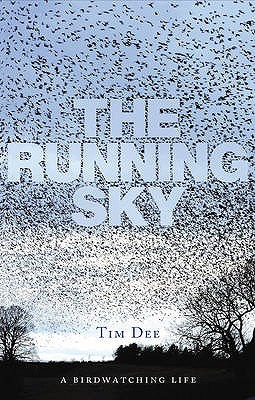 THE
RUNNING
SKY
TIM DEE
A BIRDWATCHING LIFE